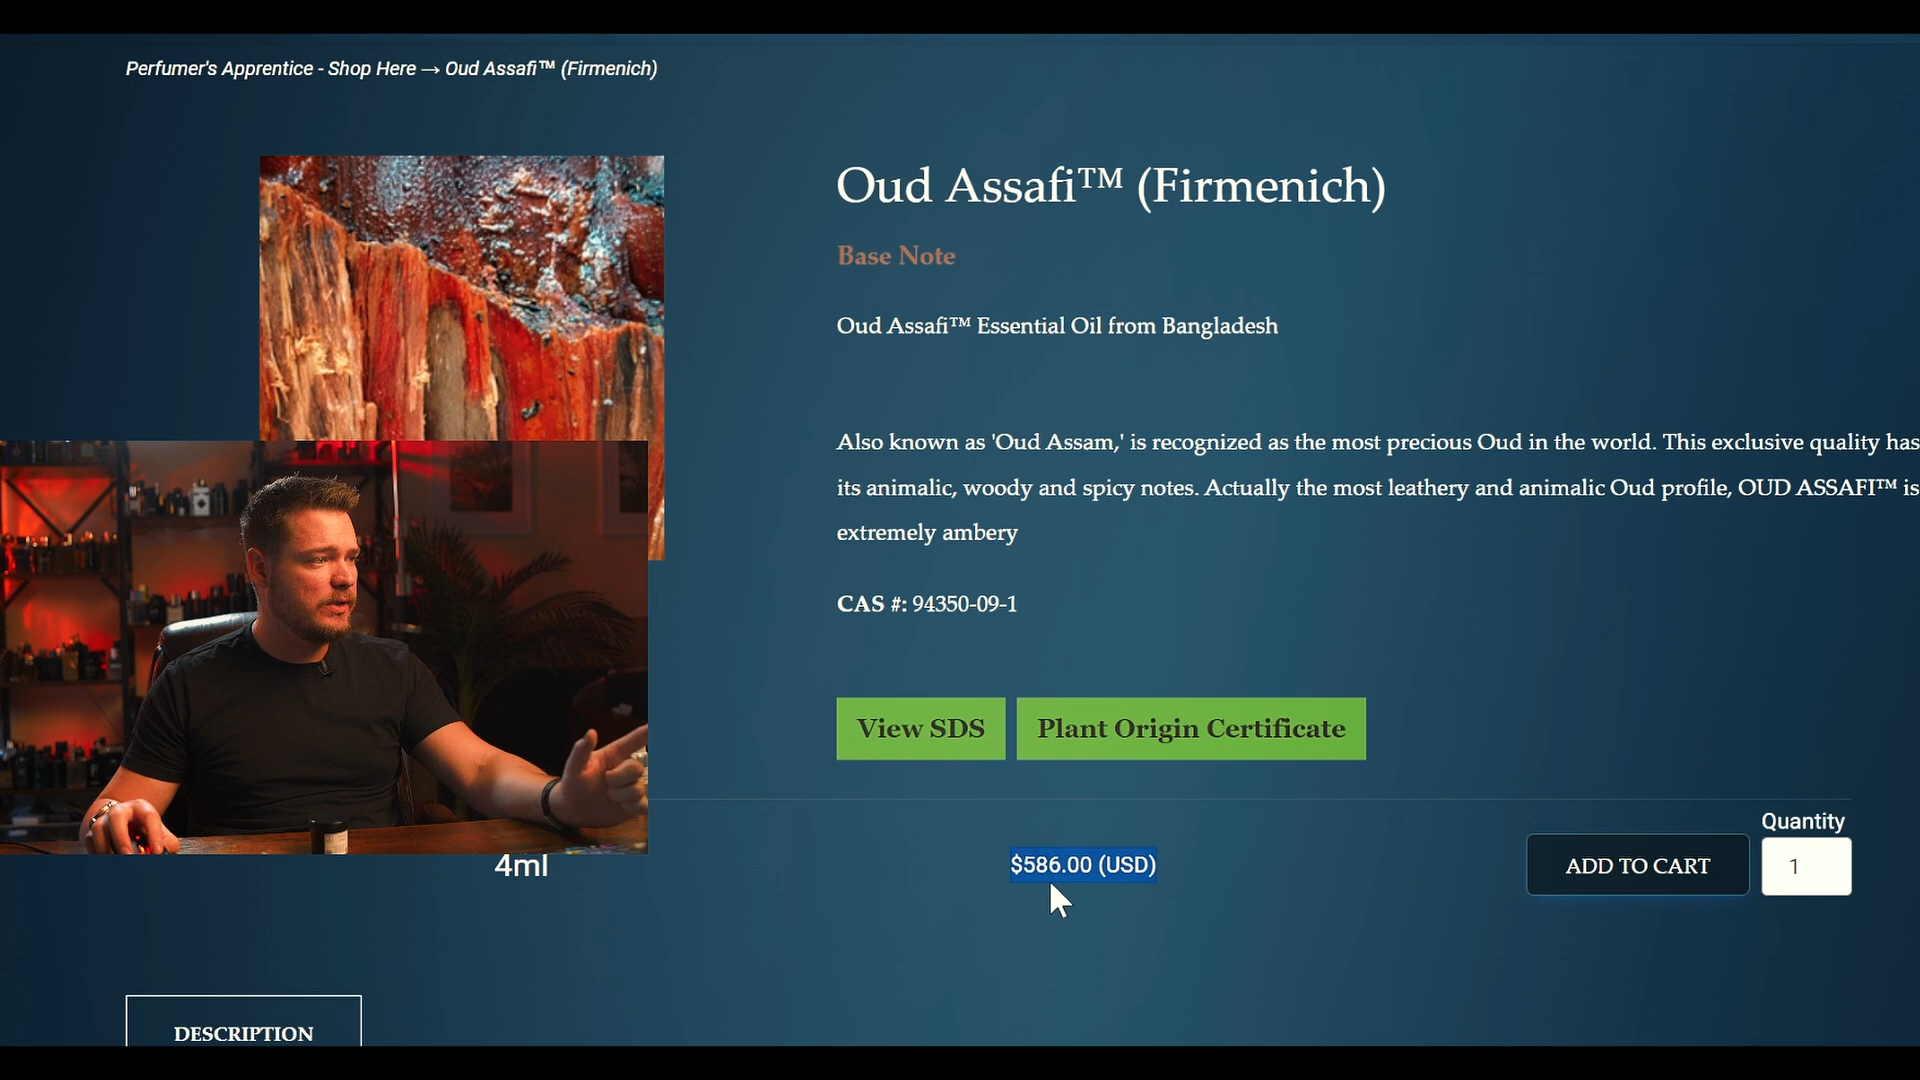 Perfumer's Apprentice - Shop Here → Oud Assafi™ (Firmenich)
Oud Assafi™ (Firmenich)
Base Note
Oud Assafi™ Essential Oil from Bangladesh
Also known as 'Oud Assam,' is recognized as the most precious Oud in the world. This exclusive quality has
its animalic, woody and spicy notes. Actually the most leathery and animalic Oud profile, OUD ASSAFI™ is
extremely ambery
CAS #: 94350-09-1
View SDS
Plant Origin Certificate
Quantity
4ml
$586.00 (USD)
ADD TO CART
1
DESCRIPTION